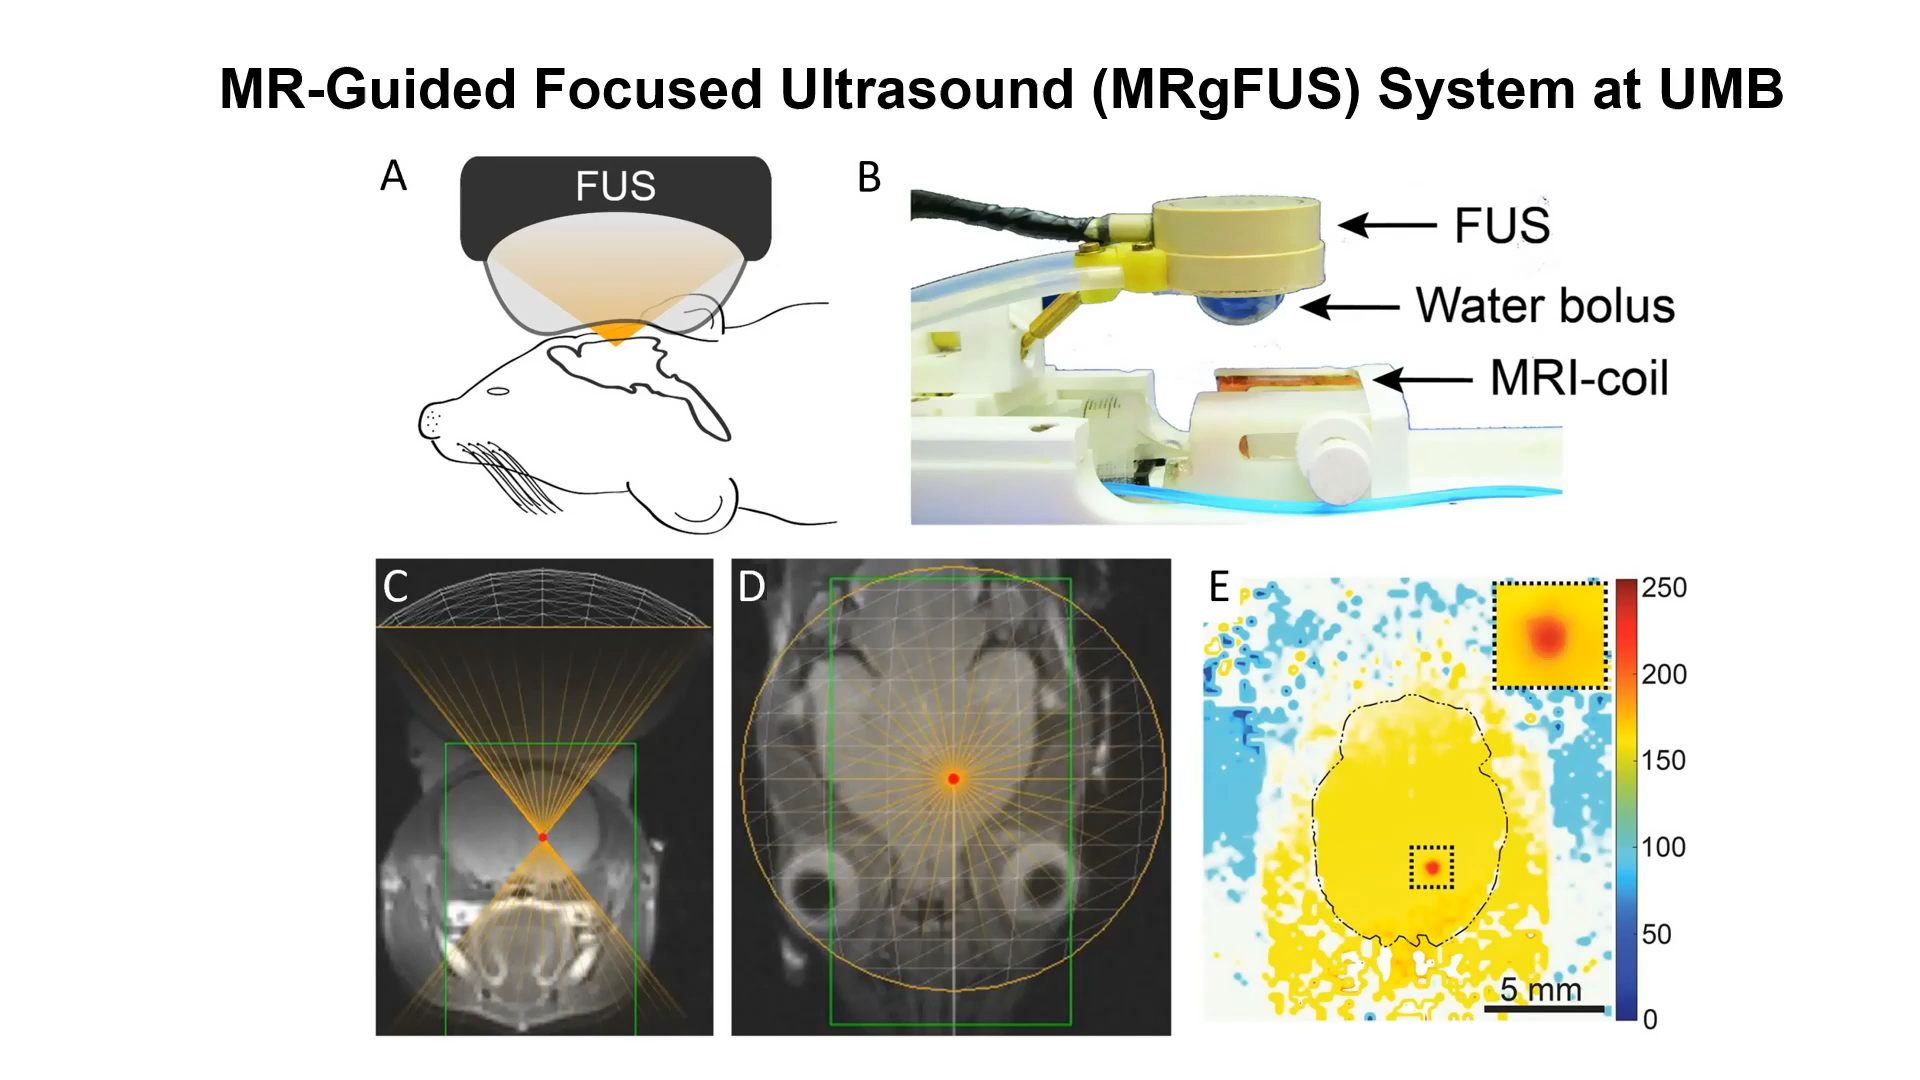 MR-Guided Focused Ultrasound (MRgFUS) System at UMB
A
FUS
B
FUS
Water bolus
MRI-coil
C
D
E
250
200
150
100
50
0
5 mm